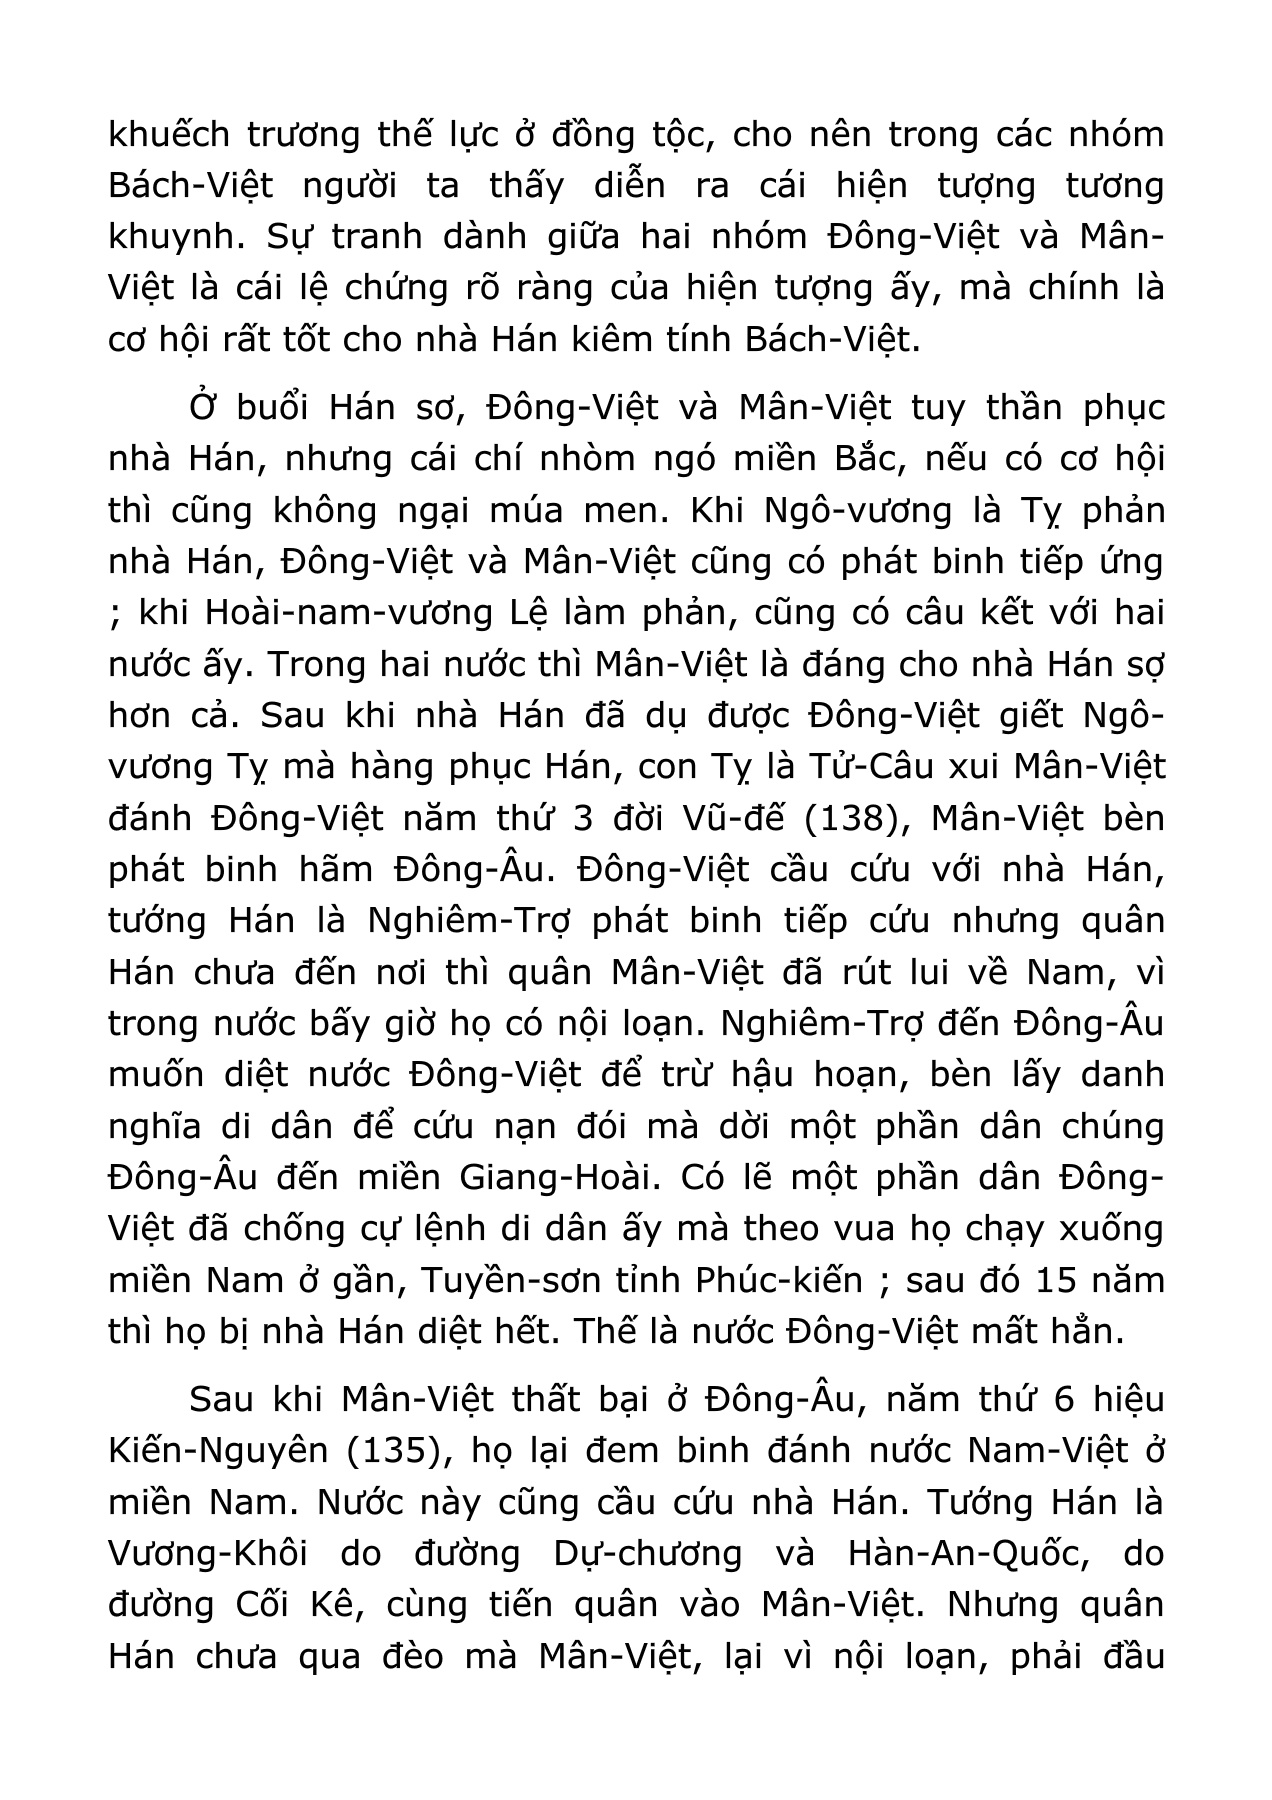 khuếch trương thế lực ở đồng tộc, cho nên trong các nhóm
Bách-Việt người ta thấy diễn ra cái hiện tượng tương
khuynh. Sự tranh dành giữa hai nhóm Đông-Việt và Mân-
Việt là cái lệ chứng rõ ràng của hiện tượng ấy, mà chính là
cơ hội rất tốt cho nhà Hán kiêm tính Bách-Việt.
Ở buổi Hán sơ, Đông-Việt và Mân-Việt tuy thần phục
nhà Hán, nhưng cái chí nhòm ngó miền Bắc, nếu có cơ hội
thì cũng không ngại múa men. Khi Ngô-vương là Tỵ phản
nhà Hán, Đông-Việt và Mân-Việt cũng có phát binh tiếp ứng
; khi Hoài-nam-vương Lệ làm phản, cũng có câu kết với hai
nước ấy. Trong hai nước thì Mân-Việt là đáng cho nhà Hán sợ
hơn cả. Sau khi nhà Hán đã dụ được Đông-Việt giết Ngô-
vương Tỵ mà hàng phục Hán, con Tỵ là Tử-Câu xui Mân-Việt
đánh Đông-Việt năm thứ 3 đời Vũ-đế (138), Mân-Việt bèn
phát binh hãm Đông-Âu. Đông-Việt cầu cứu với nhà Hán,
tướng Hán là Nghiêm-Trợ phát binh tiếp cứu nhưng quân
Hán chưa đến nơi thì quân Mân-Việt đã rút lui về Nam, vì
trong nước bấy giờ họ có nội loạn. Nghiêm-Trợ đến Đông-Âu
muốn diệt nước Đông-Việt để trừ hậu hoạn, bèn lấy danh
nghĩa di dân để cứu nạn đói mà dời một phần dân chúng
Đông-Âu đến miền Giang-Hoài. Có lẽ một phần dân Đông-
Việt đã chống cự lệnh di dân ấy mà theo vua họ chạy xuống
miền Nam ở gần, Tuyền-sơn tỉnh Phúc-kiến ; sau đó 15 năm
thì họ bị nhà Hán diệt hết. Thế là nước Đông-Việt mất hẳn.
Sau khi Mân-Việt thất bại ở Đông-Âu, năm thứ 6 hiệu
Kiến-Nguyên (135), họ lại đem binh đánh nước Nam-Việt ở
miền Nam. Nước này cũng cầu cứu nhà Hán. Tướng Hán là
Vương-Khôi do đường Dự-chương và Hàn-An-Quốc, do
đường Cối Kê, cùng tiến quân vào Mân-Việt. Nhưng quân
Hán chưa qua đèo mà Mân-Việt, lại vì nội loạn, phải đầu